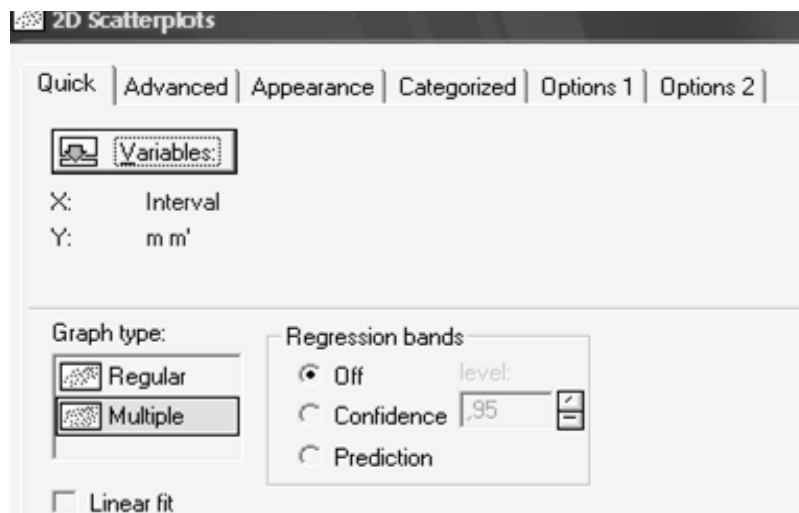 2D Scatterplots
Quick Advanced Appearance Categorized Options 1 Options 2
Variables:
X: Interval
Y: m m'
Graph type:
Regression bands
Regular
Off level:
Multiple
Confidence ,95
Prediction
Linear fit